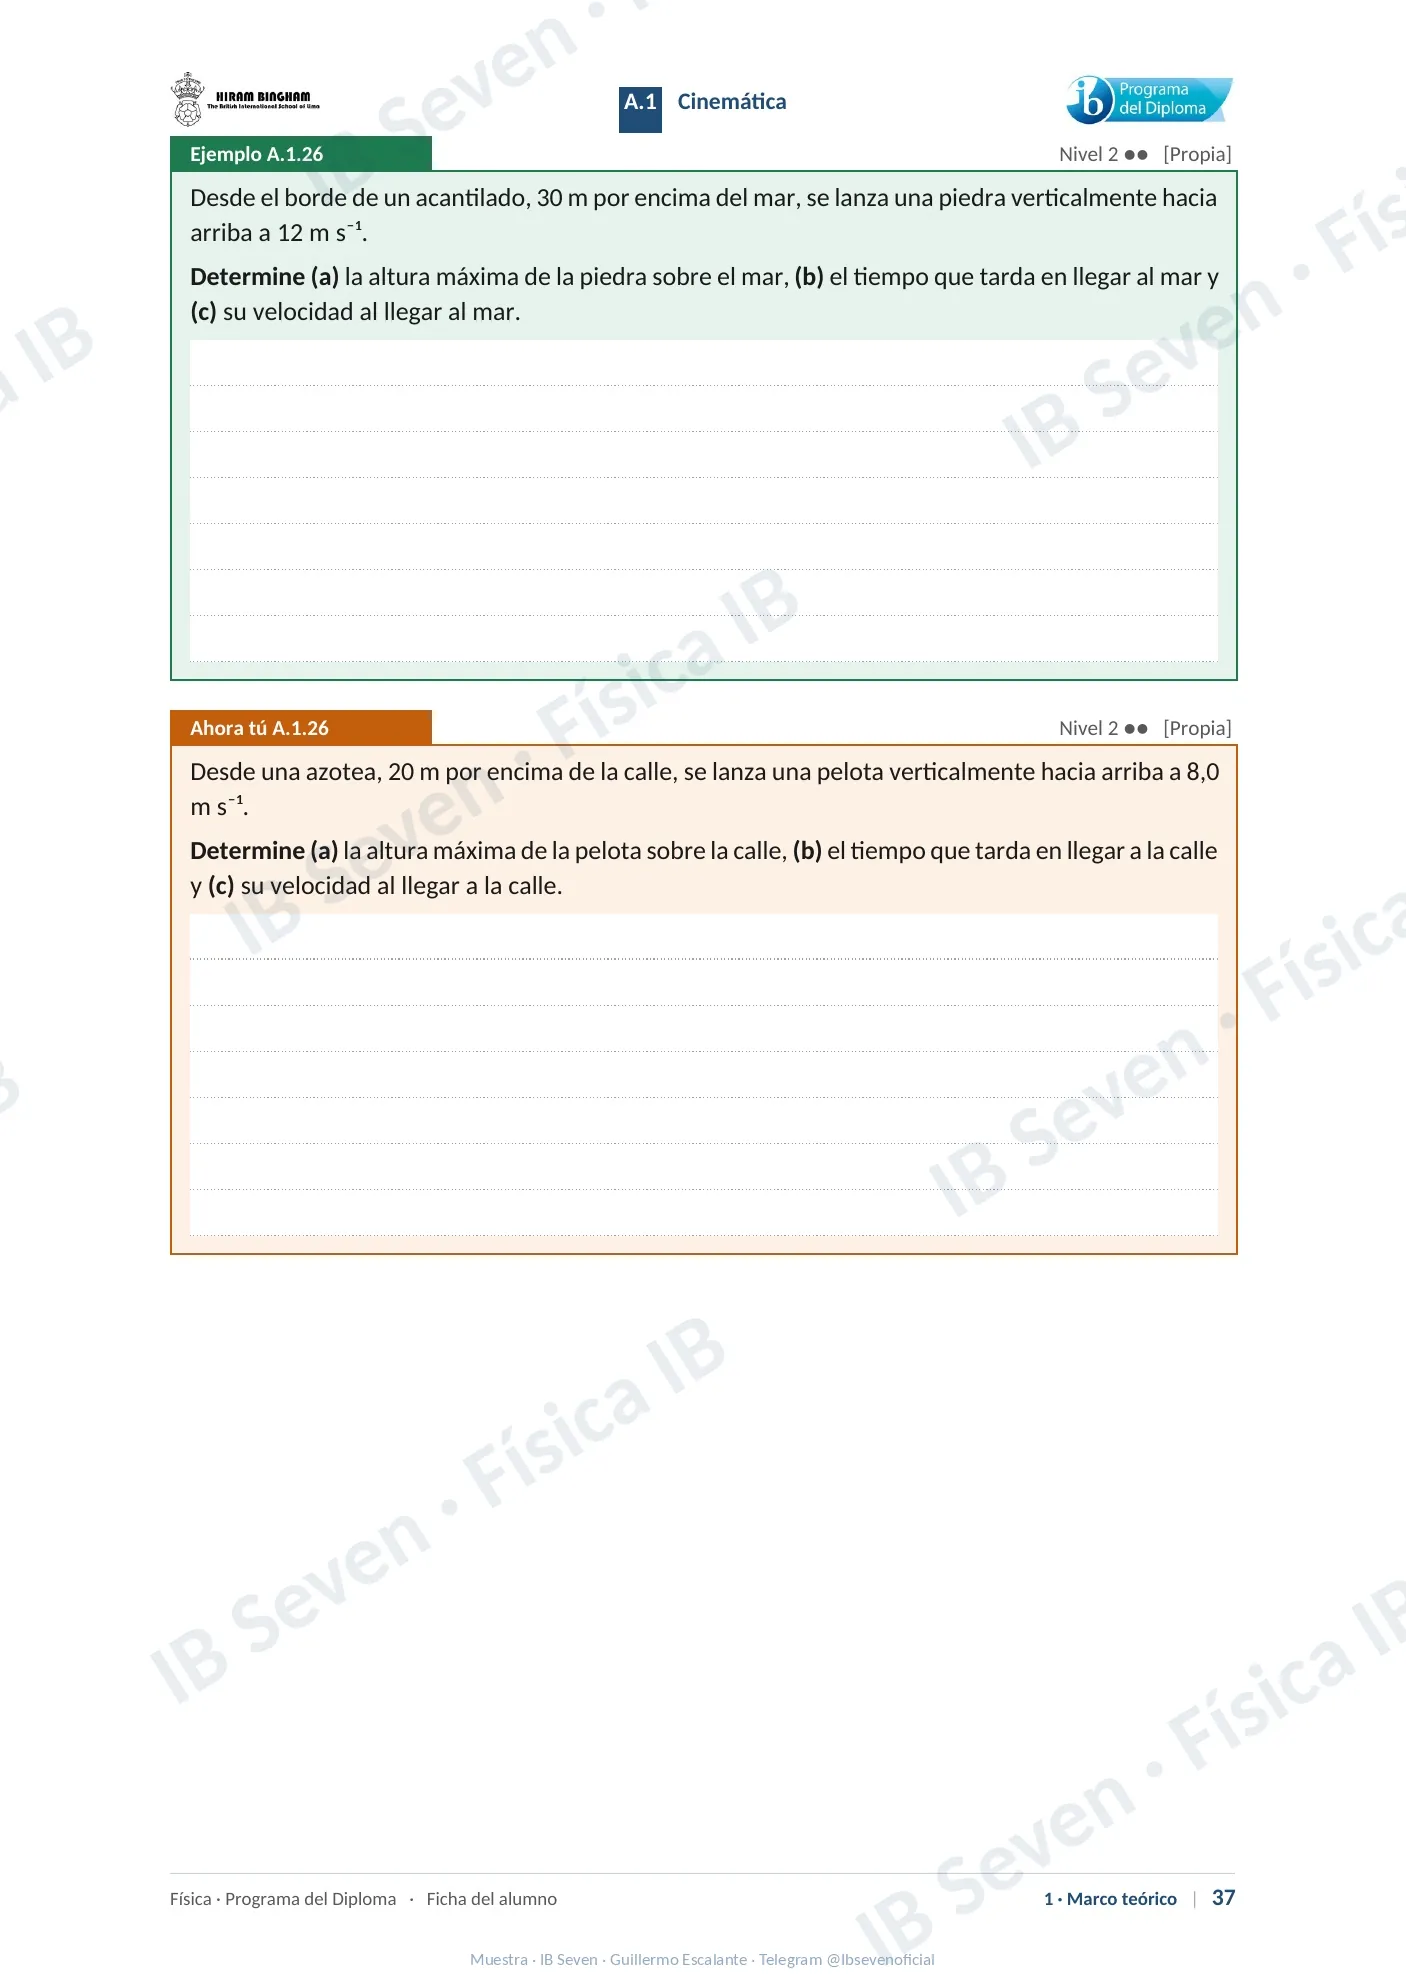 HIRAM BINGHAM
The British International School of Lima
A.1 Cinemática
Programa
del Diploma
Ejemplo A.1.26
Nivel 2 ●● [Propia]
Desde el borde de un acantilado, 30 m por encima del mar, se lanza una piedra verticalmente hacia
arriba a 12 m s⁻¹.
Determine (a) la altura máxima de la piedra sobre el mar, (b) el tiempo que tarda en llegar al mar y
(c) su velocidad al llegar al mar.
Ahora tú A.1.26
Nivel 2 ●● [Propia]
Desde una azotea, 20 m por encima de la calle, se lanza una pelota verticalmente hacia arriba a 8,0
m s⁻¹.
Determine (a) la altura máxima de la pelota sobre la calle, (b) el tiempo que tarda en llegar a la calle
y (c) su velocidad al llegar a la calle.
IB Seven · Física IB
IB Seven · Física IB
IB Seven · Física IB
Física · Programa del Diploma · Ficha del alumno
1 · Marco teórico | 37
Muestra · IB Seven · Guillermo Escalante · Telegram @Ibsevenoficial